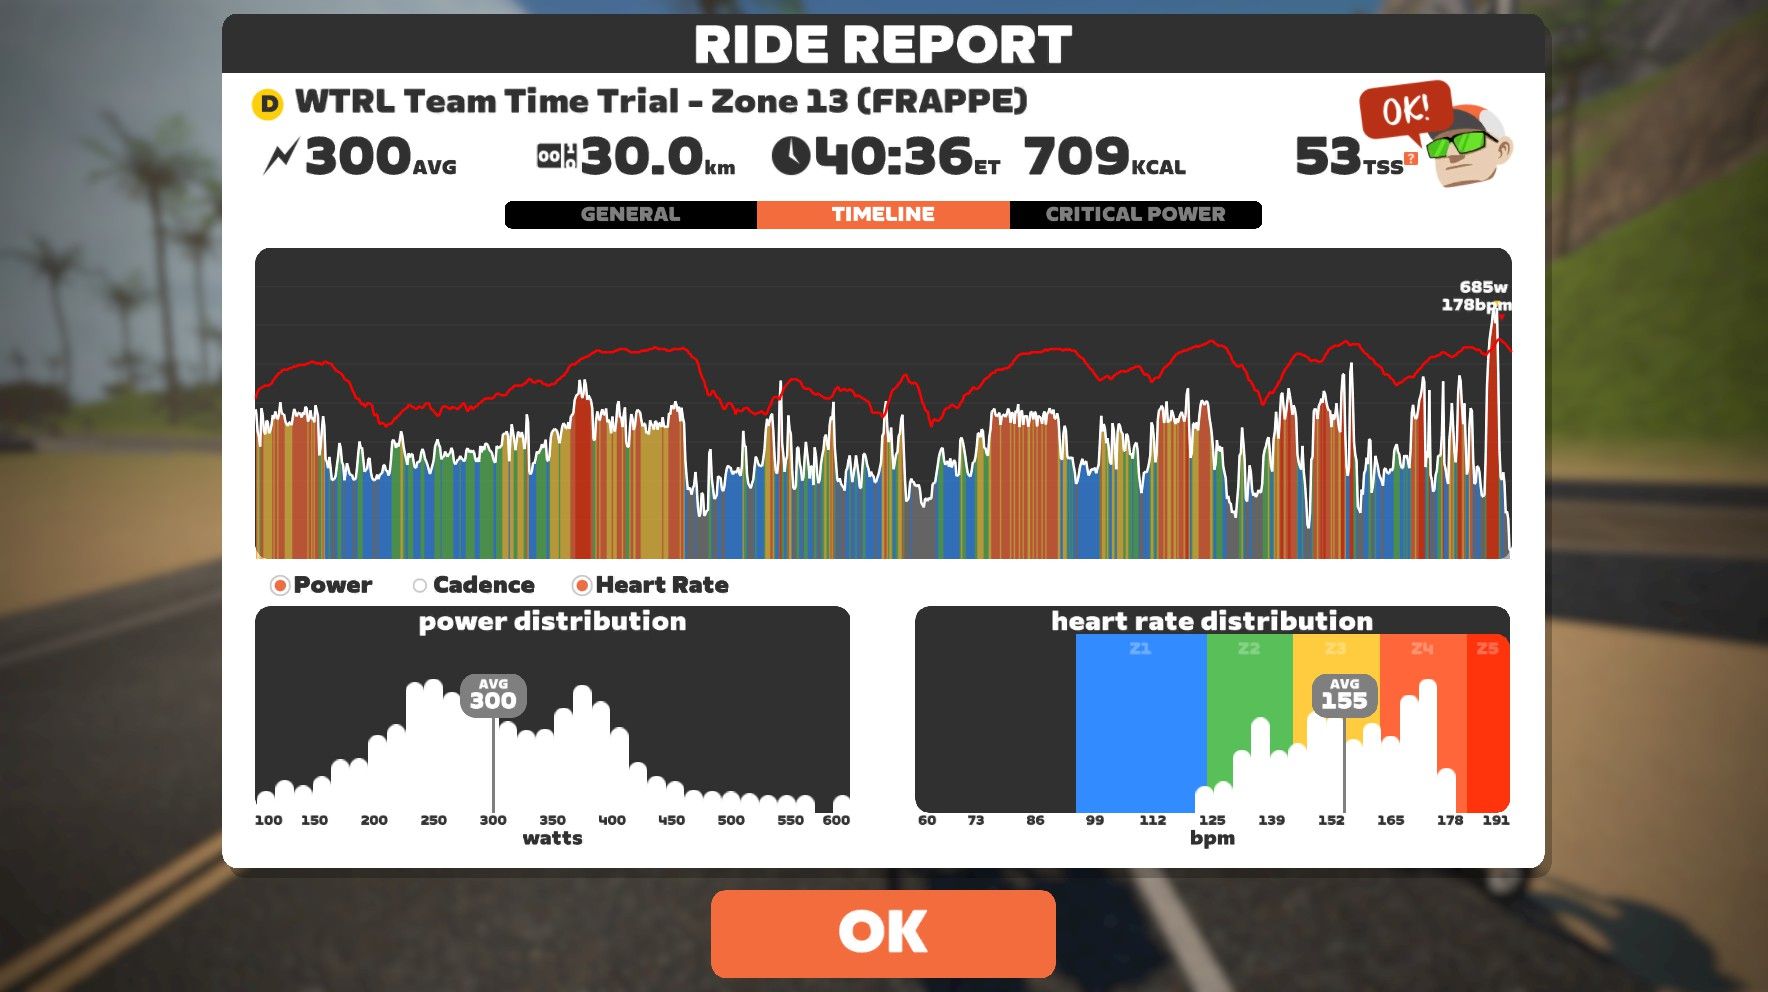 RIDE REPORT
D WTRL Team Time Trial - Zone 13 (FRAPPE)
OK!
300AVG 30.0km 40:36ET 709KCAL 53TSS?
GENERAL TIMELINE CRITICAL POWER
685w
178bpm
Power Cadence Heart Rate
power distribution
AVG
300
100 150 200 250 300 350 400 450 500 550 600
watts
heart rate distribution
Z1 Z2 Z3 Z4 Z5
AVG
155
60 73 86 99 112 125 139 152 165 178 191
bpm
OK